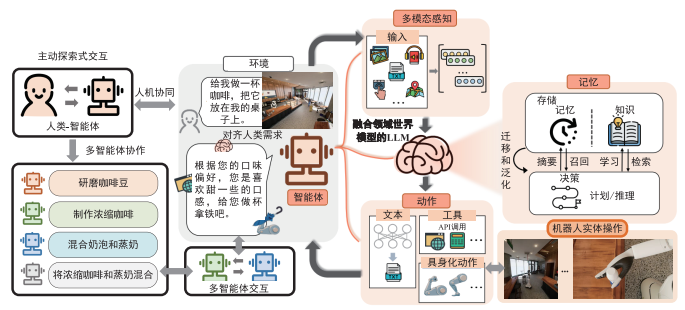 主动探索式交互
人类-智能体
人机协同
多智能体协作
研磨咖啡豆
制作浓缩咖啡
混合奶泡和蒸奶
将浓缩咖啡和蒸奶混合
环境
给我做一杯
咖啡，把它
放在我的桌
子上。
对齐人类需求
根据您的口味
偏好，您是喜
欢甜一些的口
感，给您做杯
拿铁吧。
智能体
多智能体交互
多模态感知
输入
TXT
...
...
融合领域世界
模型的LLM
动作
文本
TXT
工具
API调用
...
具身化动作
...
记忆
存储
记忆
知识
迁移和泛化
摘要
召回
学习
检索
决策
计划/推理
机器人实体操作
...